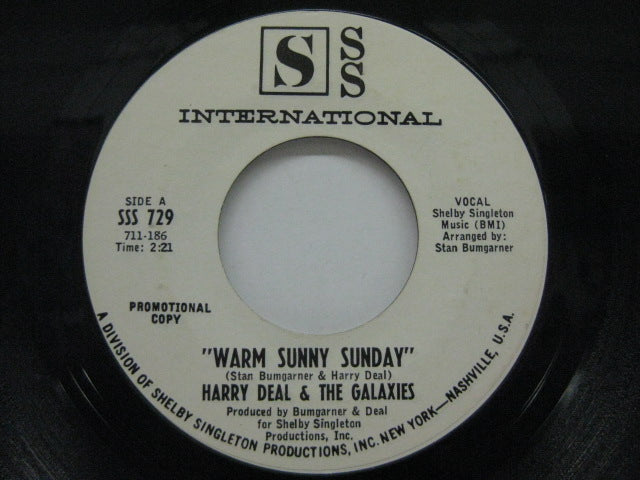 S S
S
INTERNATIONAL
SIDE A
SSS 729
711-186
Time: 2:21
VOCAL
Shelby Singleton
Music (BMI)
Arranged by:
Stan Bumgarner
PROMOTIONAL
COPY
"WARM SUNNY SUNDAY"
(Stan Bumgarner & Harry Deal)
HARRY DEAL & THE GALAXIES
Produced by Bumgarner & Deal
for Shelby Singleton
Productions, Inc.
A DIVISION OF SHELBY SINGLETON PRODUCTIONS, INC. NEW YORK—NASHVILLE, U.S.A.